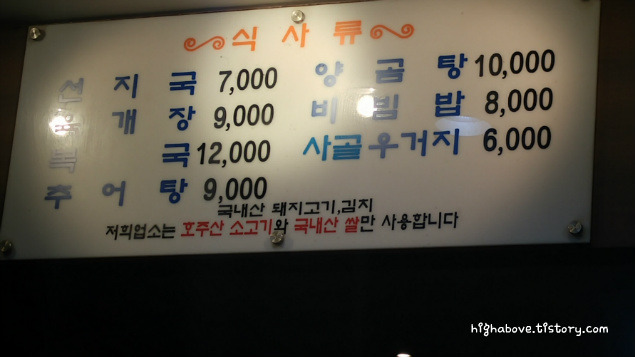 식사류
선지국 7,000
육개장 9,000
국 12,000
추어탕 9,000
양곰탕 10,000
비빔밥 8,000
사골우거지 6,000
국내산 돼지고기,김지
저희업소는 호주산 소고기와 국내산 쌀만 사용합니다
highabove.tistory.com